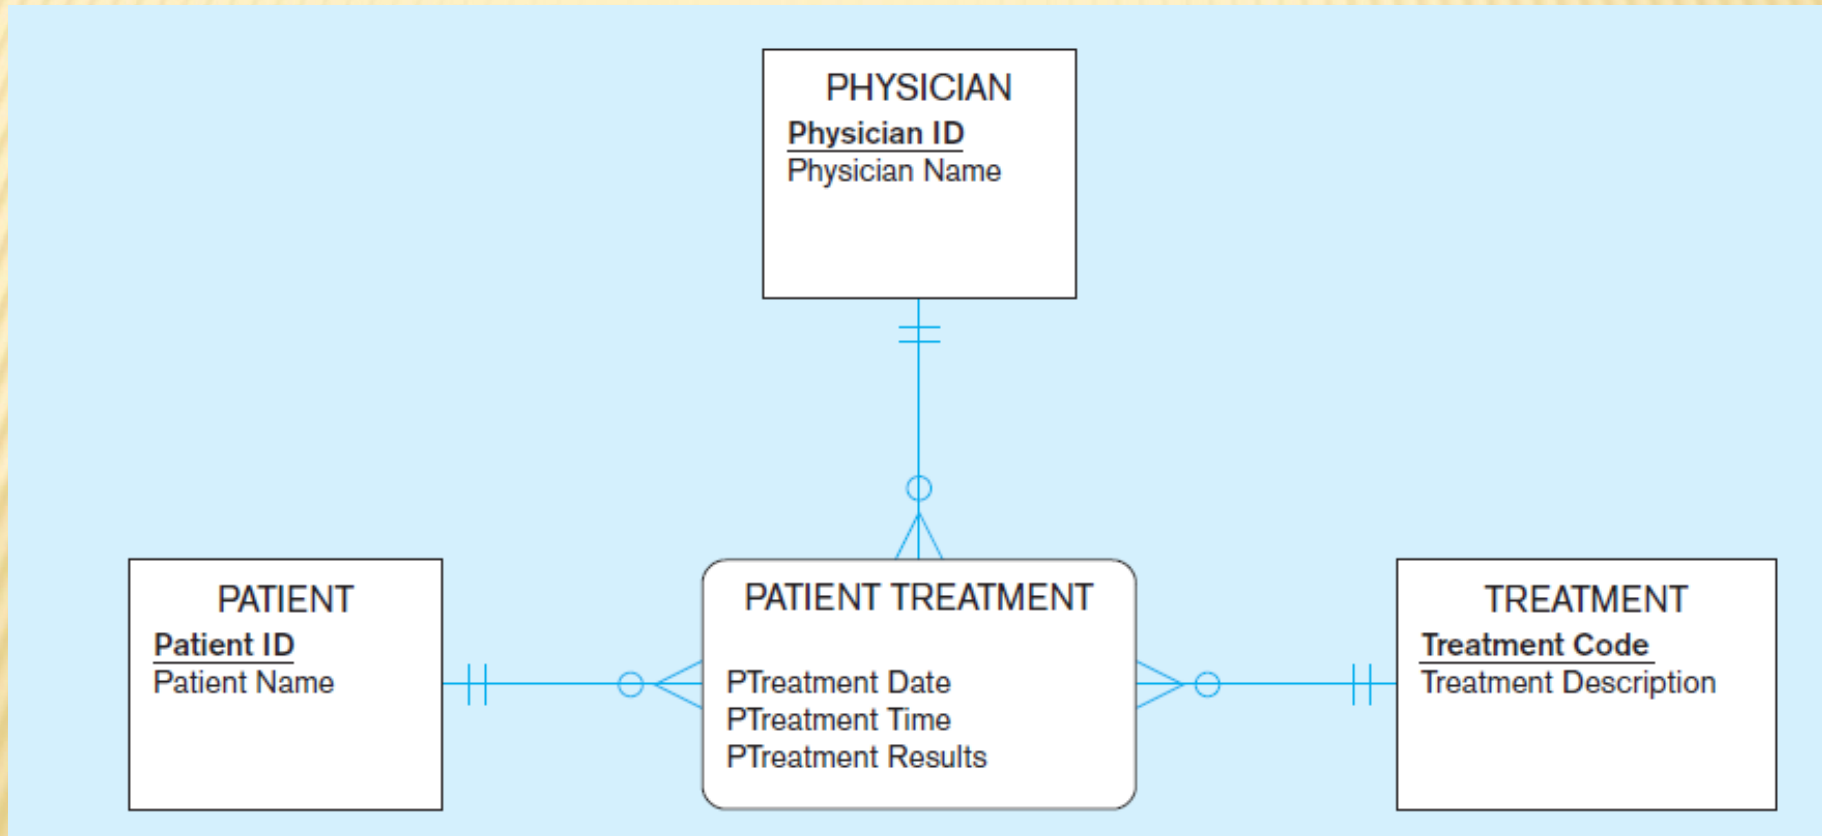 PHYSICIAN
Physician ID
Physician Name
PATIENT
Patient ID
Patient Name
PATIENT TREATMENT
PTreatment Date
PTreatment Time
PTreatment Results
TREATMENT
Treatment Code
Treatment Description